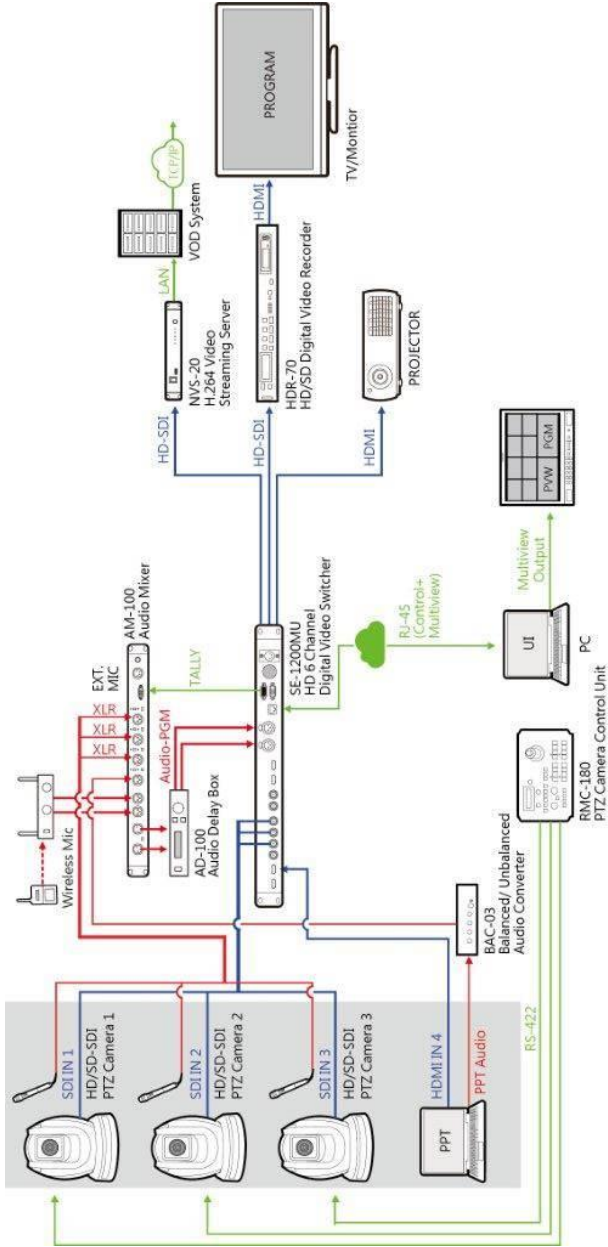 SDI IN 1
HD/SD-SDI
PTZ Camera 1
SDI IN 2
HD/SD-SDI
PTZ Camera 2
SDI IN 3
HD/SD-SDI
PTZ Camera 3
PPT
HDMI IN 4
PPT Audio
RS-422
Wireless Mic
XLR
XLR
XLR
EXT.
MIC
AM-100
Audio Mixer
Audio-PGM
TALLY
AD-100
Audio Delay Box
SE-1200MU
HD 6 Channel
Digital Video Switcher
BAC-03
Balanced/ Unbalanced
Audio Converter
RMC-180
PTZ Camera Control Unit
RJ-45
(Control+
Multiview)
UI
PC
Multiview
Output
PVW
PGM
HD-SDI
NVS-20
H.264 Video
Streaming Server
LAN
VOD System
TCP/IP
HD-SDI
HDR-70
HD/SD Digital Video Recorder
HDMI
PROGRAM
TV/Montior
HDMI
PROJECTOR